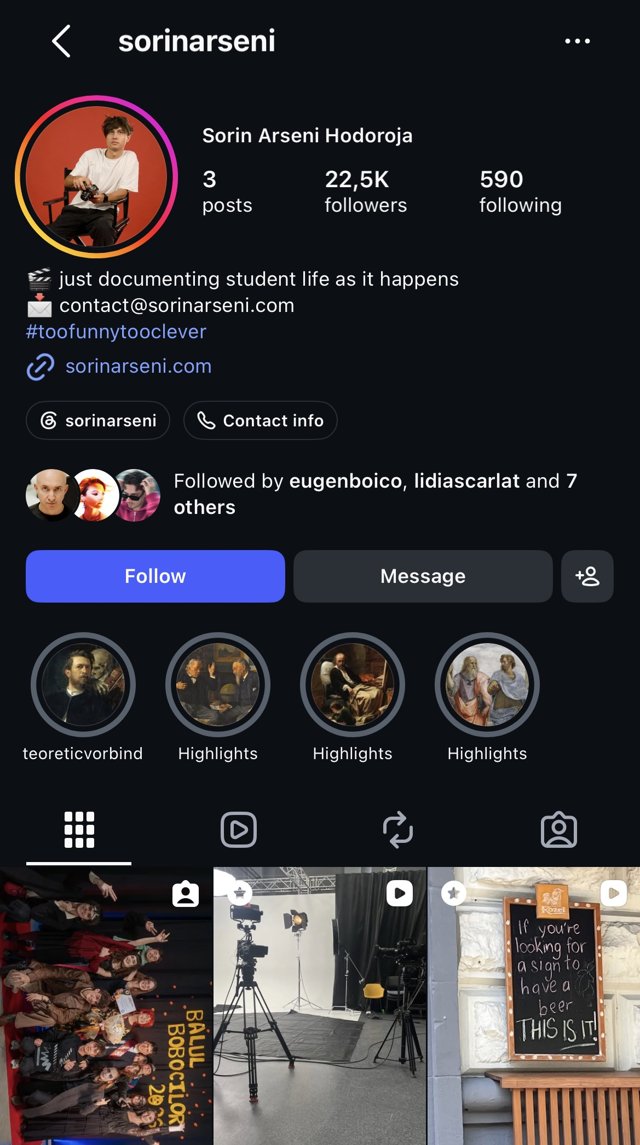 sorinarseni
Sorin Arseni Hodoroja
3
posts
22,5K
followers
590
following
🎬 just documenting student life as it happens
📩 contact@sorinarseni.com
#toofunnytooclever
sorinarseni.com
sorinarseni
Contact info
Followed by eugenboico, lidiascarlat and 7
others
Follow
Message
teoreticvorbind
Highlights
Highlights
Highlights
BALUL
BOBOCILOR
Kozel
If you're
looking for
a sign to
have a
beer
THIS IS IT!